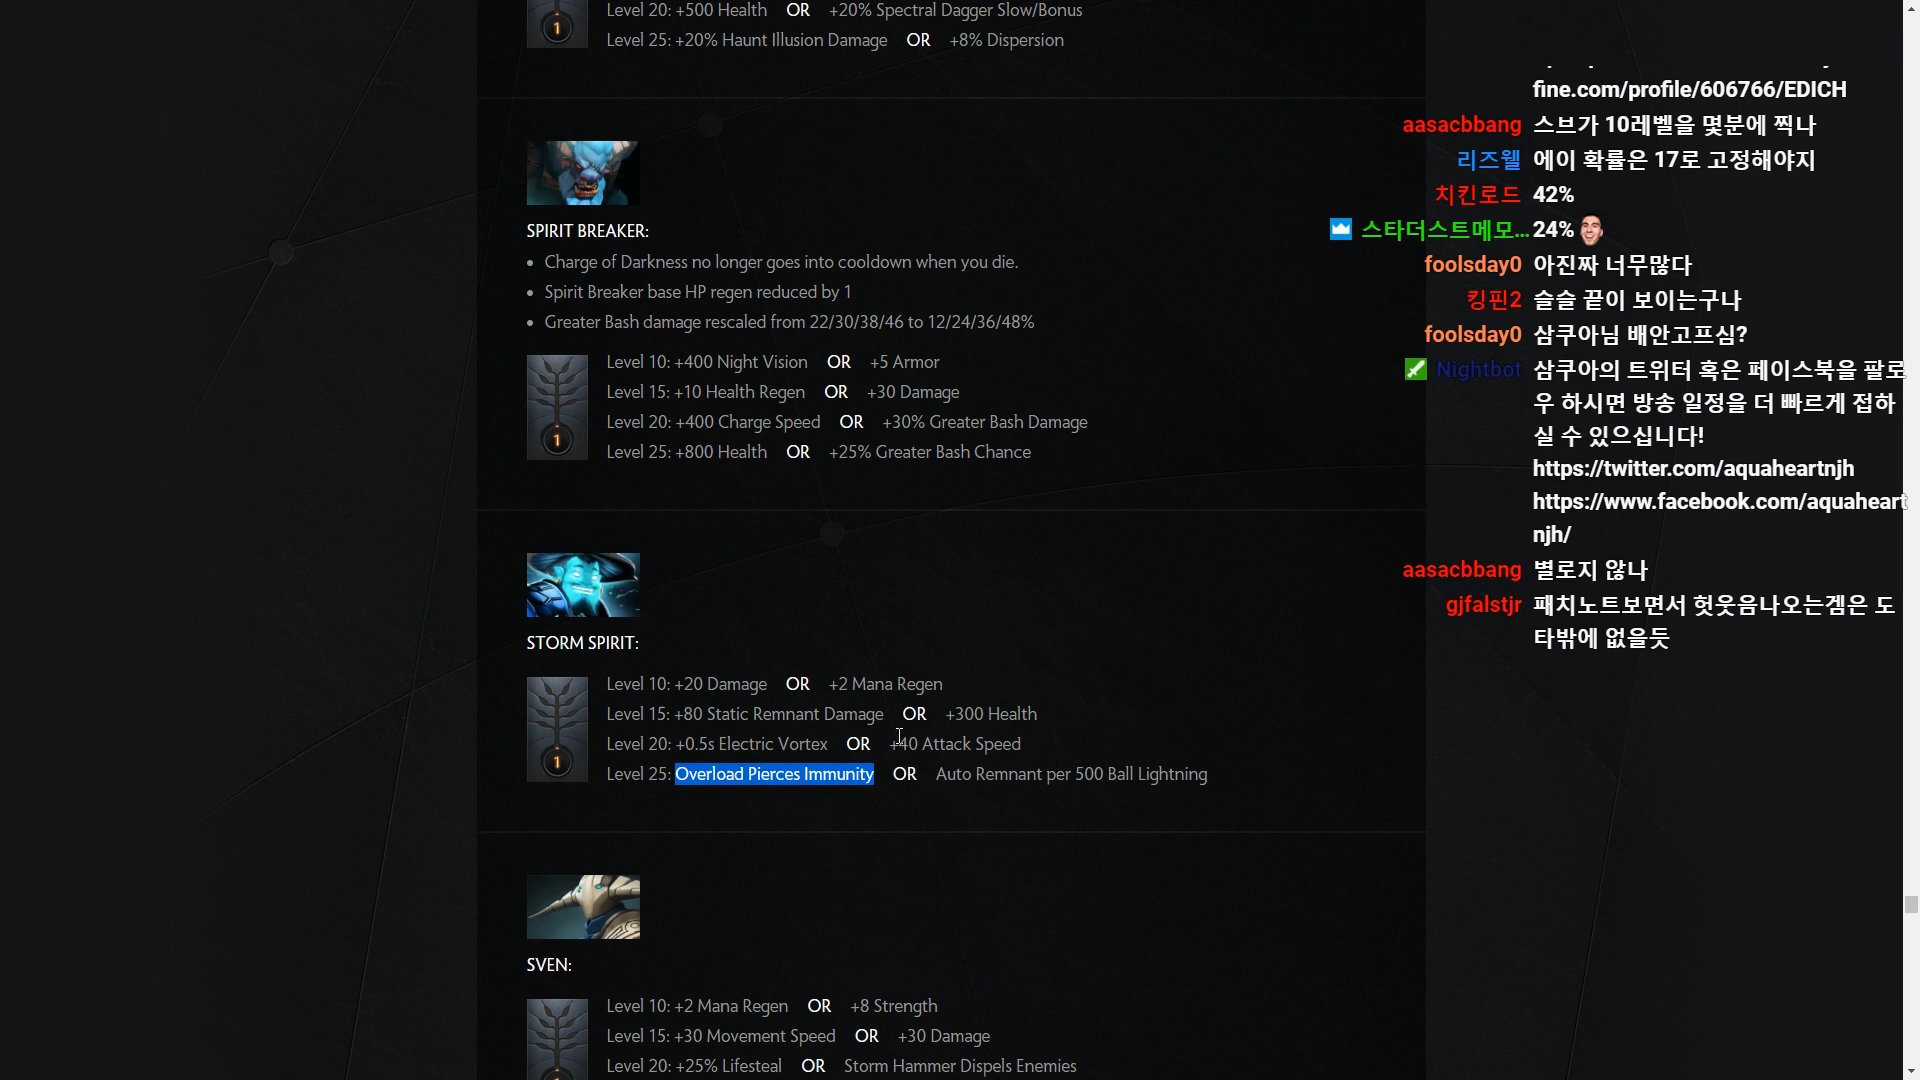 Level 20: +500 Health OR +20% Spectral Dagger Slow/Bonus
Level 25: +20% Haunt Illusion Damage OR +8% Dispersion
SPIRIT BREAKER:
• Charge of Darkness no longer goes into cooldown when you die.
• Spirit Breaker base HP regen reduced by 1
• Greater Bash damage rescaled from 22/30/38/46 to 12/24/36/48%
Level 10: +400 Night Vision OR +5 Armor
Level 15: +10 Health Regen OR +30 Damage
Level 20: +400 Charge Speed OR +30% Greater Bash Damage
Level 25: +800 Health OR +25% Greater Bash Chance
STORM SPIRIT:
Level 10: +20 Damage OR +2 Mana Regen
Level 15: +80 Static Remnant Damage OR +300 Health
Level 20: +0.5s Electric Vortex OR +40 Attack Speed
Level 25: Overload Pierces Immunity OR Auto Remnant per 500 Ball Lightning
SVEN:
Level 10: +2 Mana Regen OR +8 Strength
Level 15: +30 Movement Speed OR +30 Damage
Level 20: +25% Lifesteal OR Storm Hammer Dispels Enemies
1
1
1
fine.com/profile/606766/EDICH
aasacbbang 스브가 10레벨을 몇분에 찍나
리즈웰 에이 확률은 17로 고정해야지
치킨로드 42%
스타더스트메모... 24%
foolsday0 아진짜 너무많다
킹핀2 슬슬 끝이 보이는구나
foolsday0 삼쿠아님 배안고프심?
Nightbot 삼쿠아의 트위터 혹은 페이스북을 팔로
우 하시면 방송 일정을 더 빠르게 접하
실 수 있으십니다!
https://twitter.com/aquaheartnjh
https://www.facebook.com/aquaheart
njh/
aasacbbang 별로지 않나
gjfalstjr 패치노트보면서 헛웃음나오는겜은 도
타밖에 없을듯